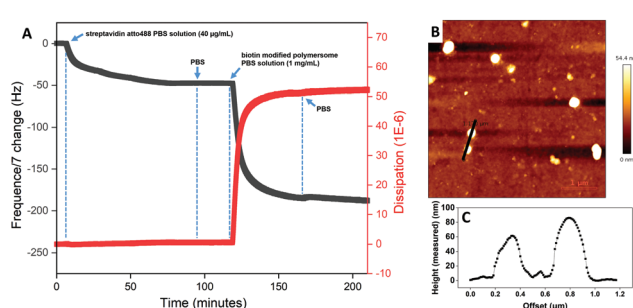 A
streptavidin atto488 PBS solution (40 µg/mL)
PBS
biotin modified polymersome
PBS solution (1 mg/mL)
PBS
Frequence/7 change (Hz)
0
-50
-100
-150
-200
-250
0
50
100
150
200
Time (minutes)
70
60
50
40
30
20
10
0
-10
Dissipation (1E-6)
B
54.4 nm
0 nm
1 µm
C
Height (measured) (nm)
100
80
60
40
20
0
0.0
0.2
0.4
0.6
0.8
1.0
1.2
Offset (µm)